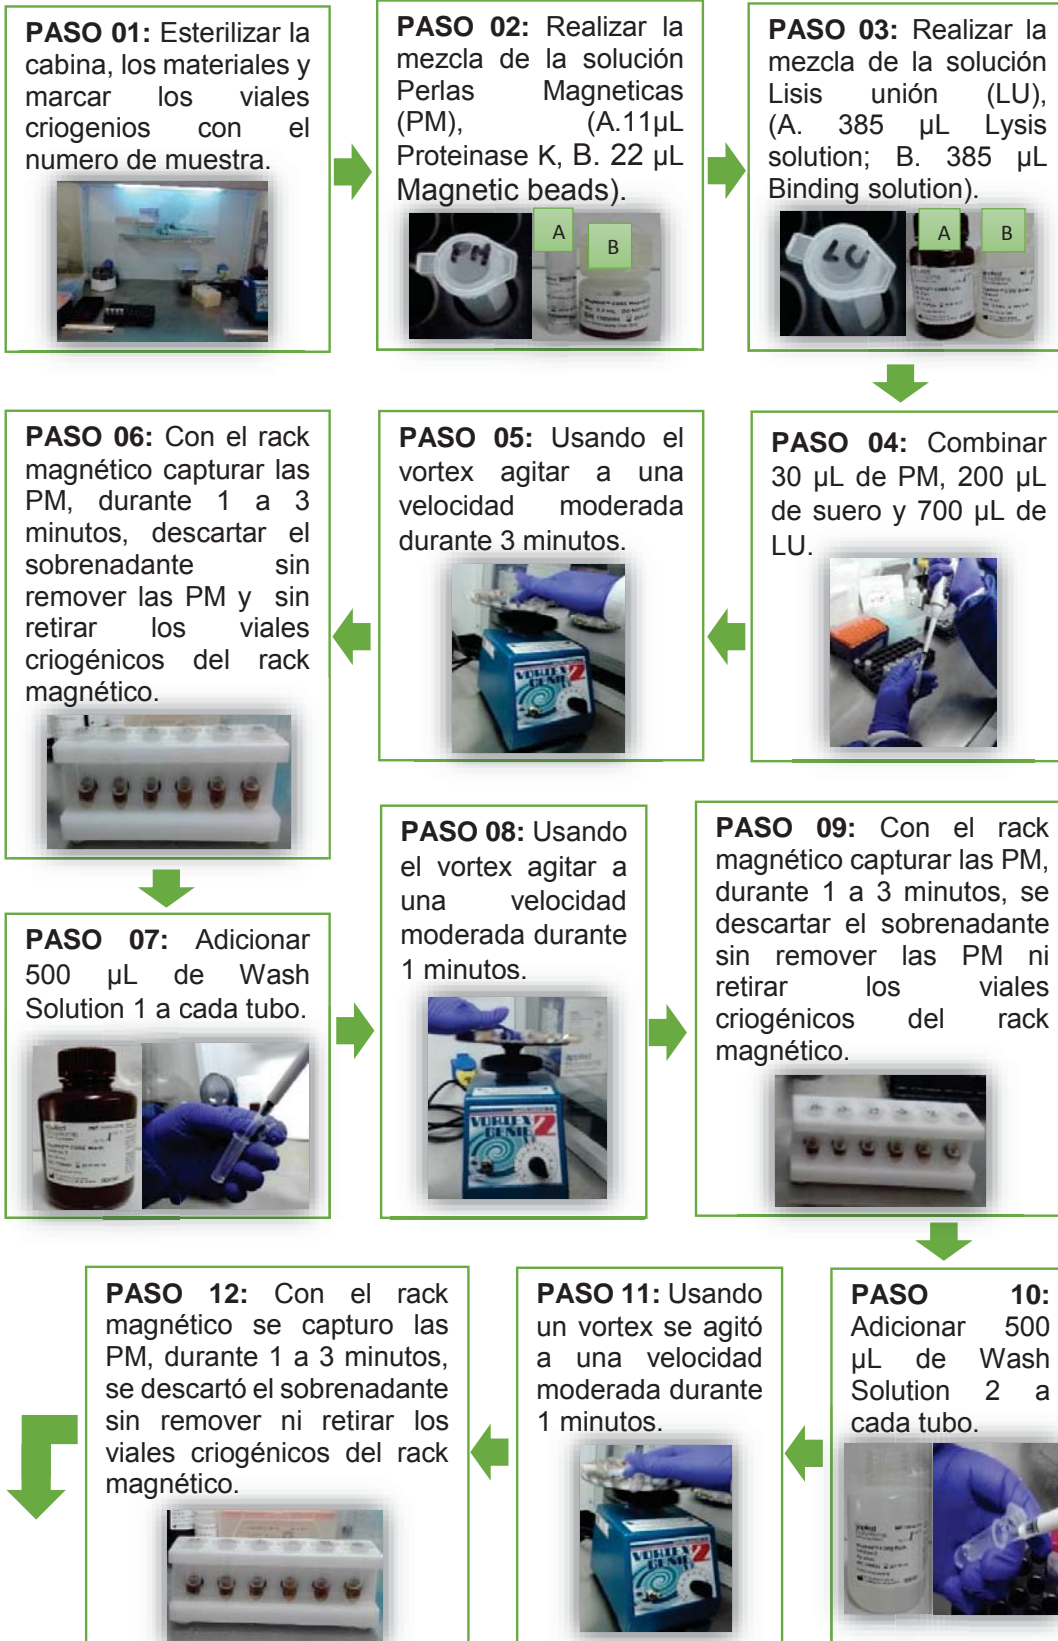 PASO 01: Esterilizar la
cabina, los materiales y
marcar los viales
criogenios con el
numero de muestra.
PASO 02: Realizar la
mezcla de la solución
Perlas Magneticas
(PM), (A.11µL
Proteinase K, B. 22 µL
Magnetic beads).
PM
A
B
PASO 03: Realizar la
mezcla de la solución
Lisis unión (LU),
(A. 385 µL Lysis
solution; B. 385 µL
Binding solution).
LU
A
B
PASO 04: Combinar
30 µL de PM, 200 µL
de suero y 700 µL de
LU.
PASO 05: Usando el
vortex agitar a una
velocidad moderada
durante 3 minutos.
VORTEX
GENIE 2
PASO 06: Con el rack
magnético capturar las
PM, durante 1 a 3
minutos, descartar el
sobrenadante sin
remover las PM y sin
retirar los viales
criogénicos del rack
magnético.
PASO 07: Adicionar
500 µL de Wash
Solution 1 a cada tubo.
PASO 08: Usando
el vortex agitar a
una velocidad
moderada durante
1 minutos.
VORTEX
GENIE 2
PASO 09: Con el rack
magnético capturar las PM,
durante 1 a 3 minutos, se
descartar el sobrenadante
sin remover las PM ni
retirar los viales
criogénicos del rack
magnético.
PASO 10:
Adicionar 500
µL de Wash
Solution 2 a
cada tubo.
PASO 11: Usando
un vortex se agitó
a una velocidad
moderada durante
1 minutos.
VORTEX
GENIE 2
PASO 12: Con el rack
magnético se capturo las
PM, durante 1 a 3 minutos,
se descartó el sobrenadante
sin remover ni retirar los
viales criogénicos del rack
magnético.